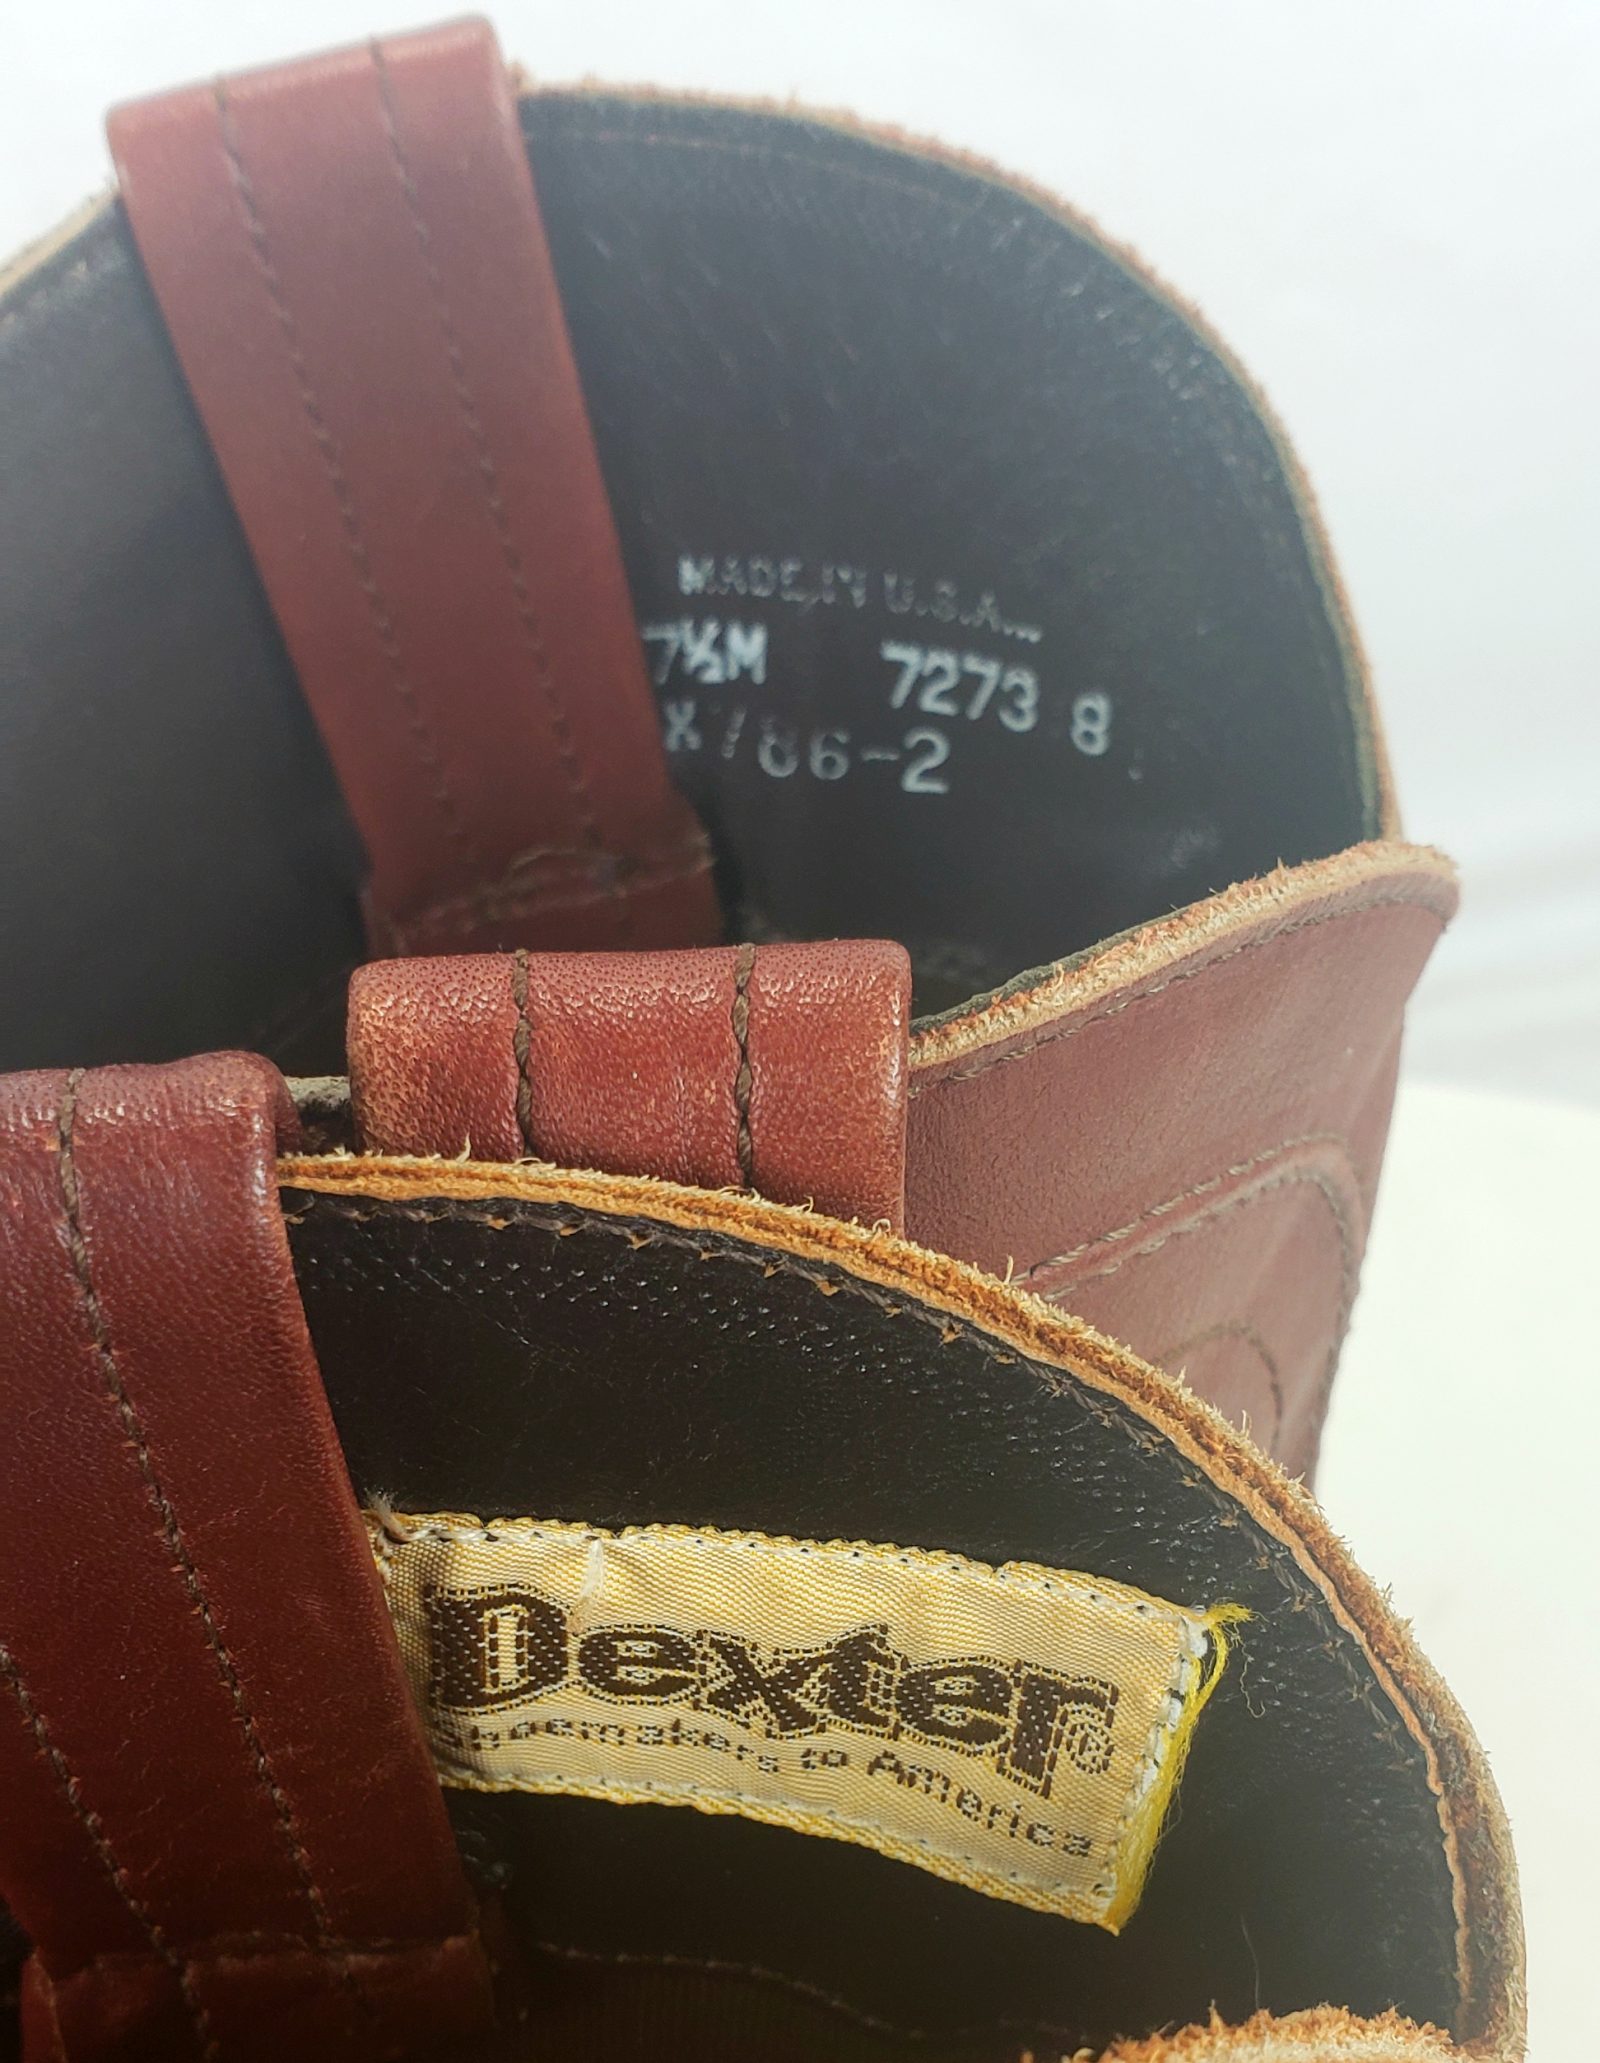 MADE IN U.S.A.
7½M 7273 8
X786-2
Dexter®
Shoemakers to America